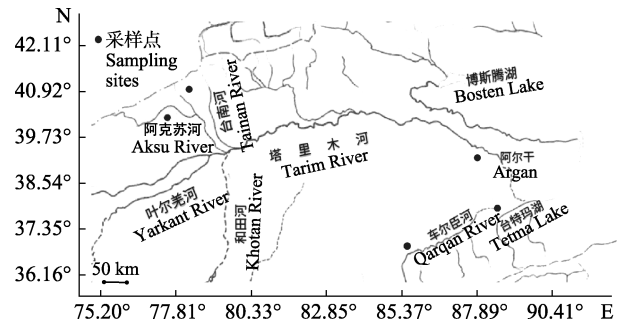 N
42.11°
40.92°
39.73°
38.54°
37.35°
36.16°
采样点
Sampling
sites
阿克苏河
Aksu River
台南河
Tainan River
博斯腾湖
Bosten Lake
塔里木河
Tarim River
阿尔干
Argan
叶尔羌河
Yarkant River
和田河
Khotan River
车尔臣河
Qarqan River
台特玛湖
Tetma Lake
50 km
75.20°
77.81°
80.33°
82.85°
85.37°
87.89°
90.41°
E